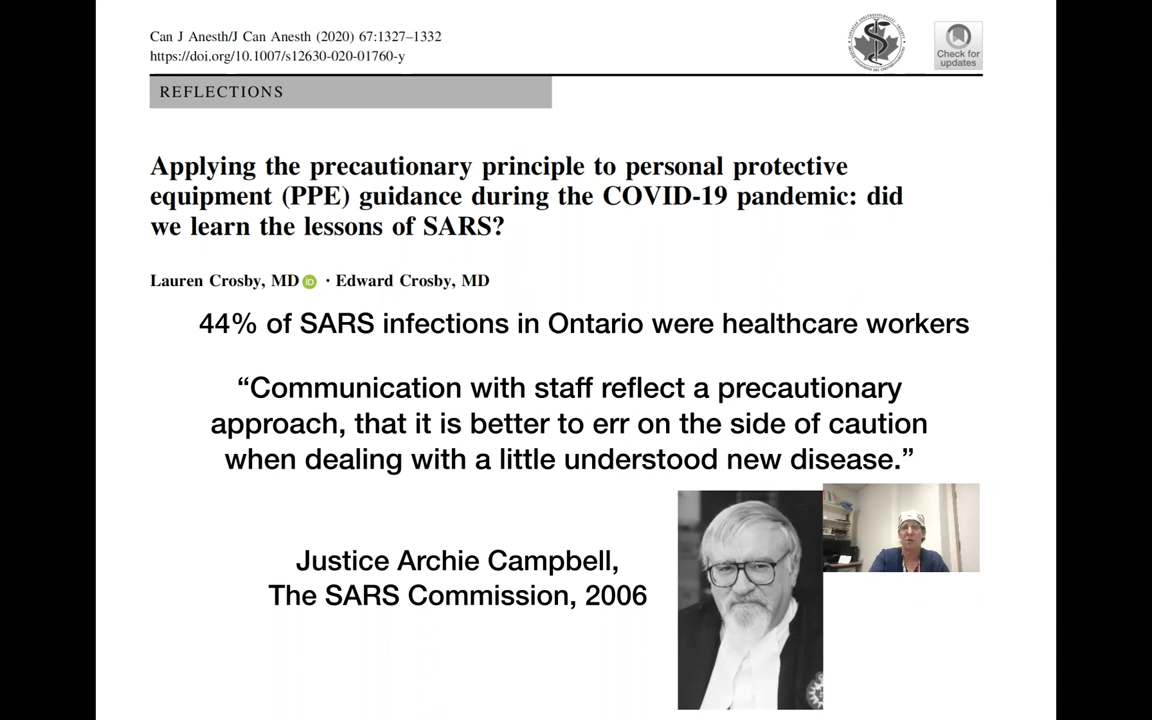 Can J Anesth/J Can Anesth (2020) 67:1327–1332
https://doi.org/10.1007/s12630-020-01760-y
Check for
updates
REFLECTIONS
Applying the precautionary principle to personal protective
equipment (PPE) guidance during the COVID-19 pandemic: did
we learn the lessons of SARS?
Lauren Crosby, MD iD · Edward Crosby, MD
44% of SARS infections in Ontario were healthcare workers
“Communication with staff reflect a precautionary
approach, that it is better to err on the side of caution
when dealing with a little understood new disease.”
Justice Archie Campbell,
The SARS Commission, 2006